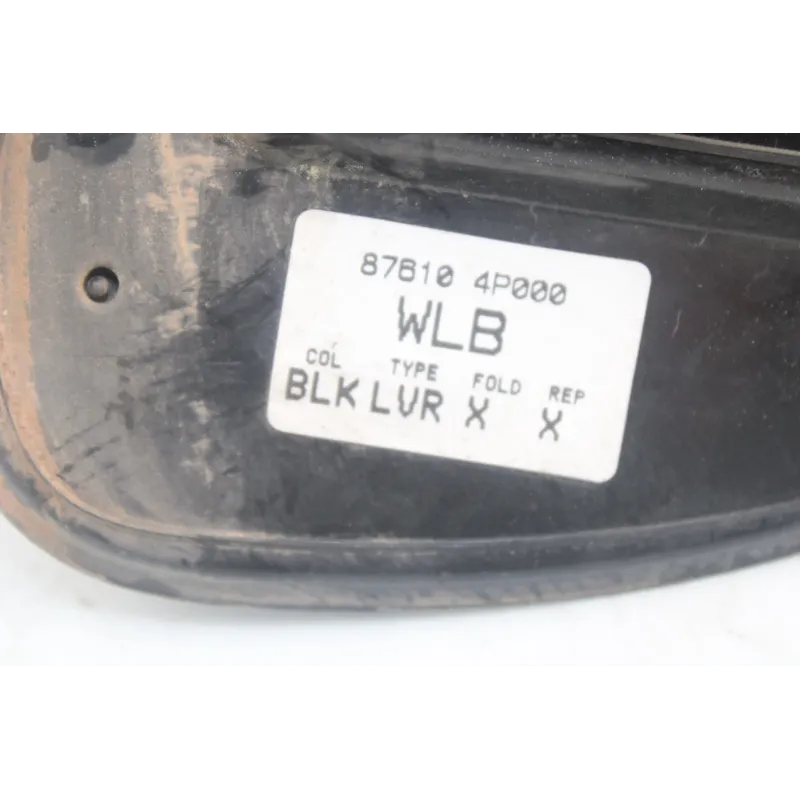 87610 4P000
WLB
COL TYPE FOLD REP
BLK LVR X X